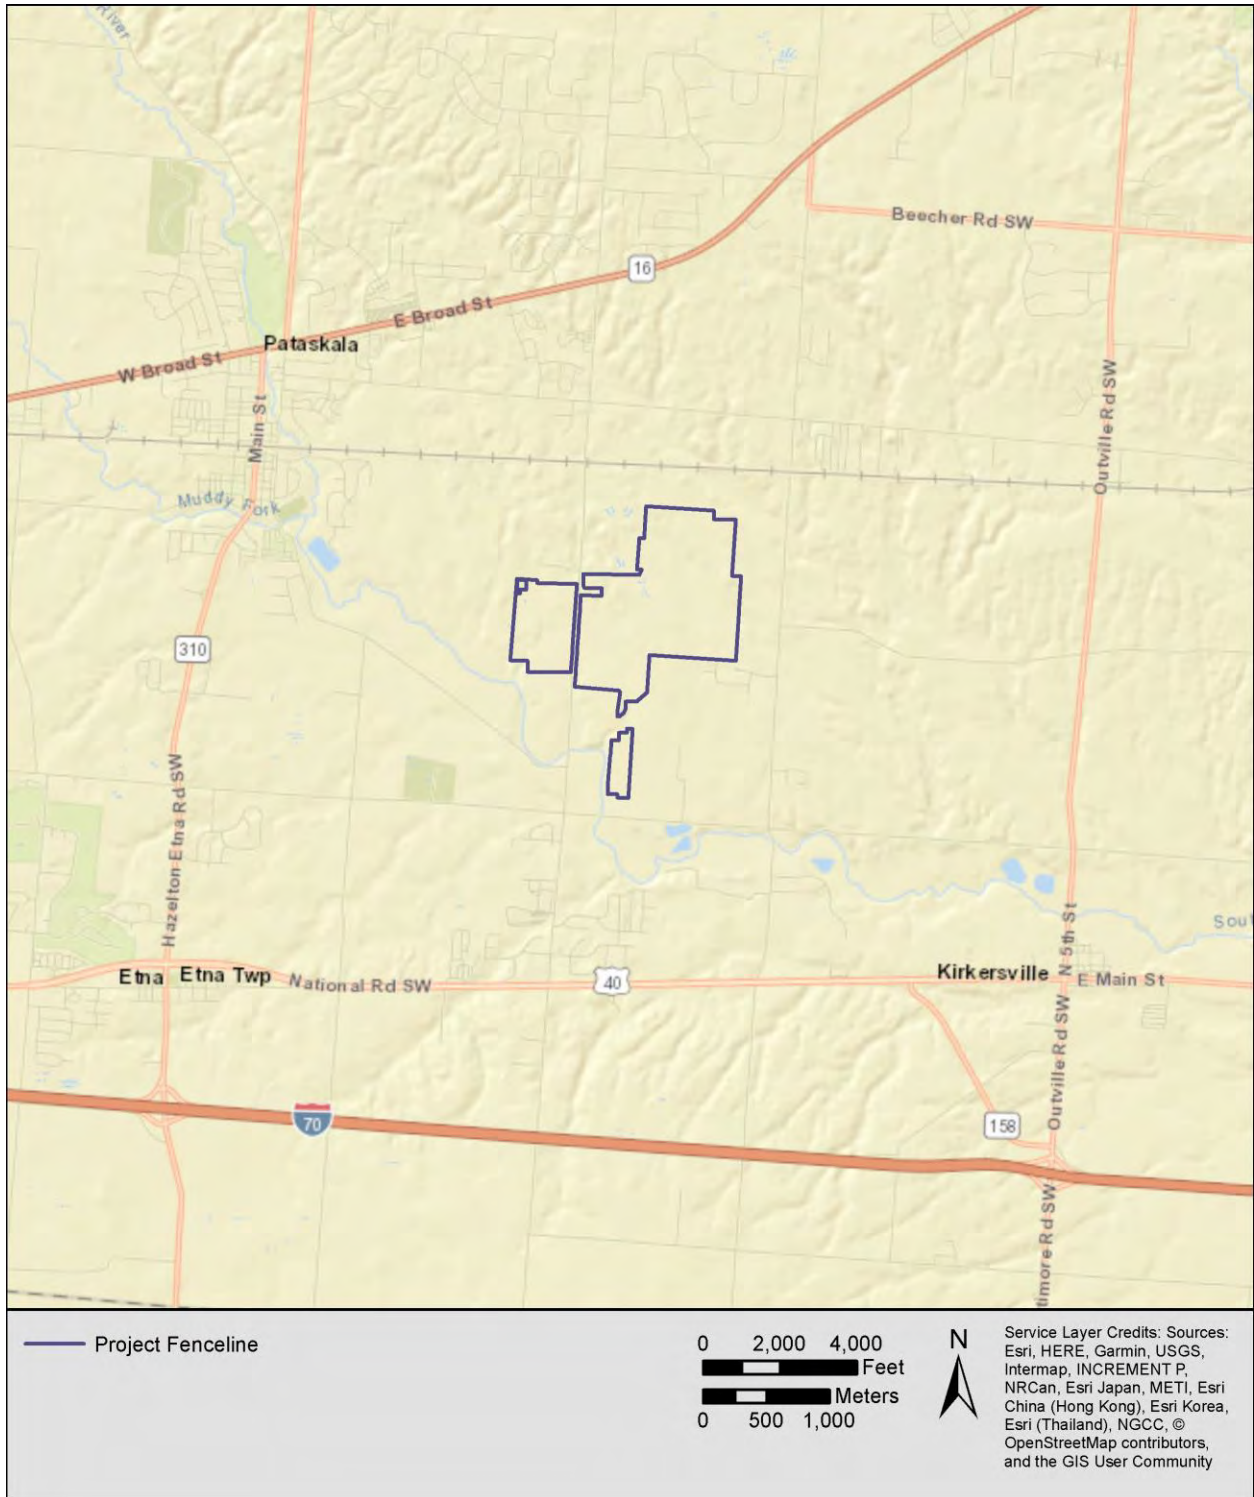 River
Beecher Rd SW
16
E Broad St
Pataskala
W Broad St
Main St
Outville Rd SW
Muddy Fork
310
Hazelton Etna Rd SW
N 5th St
Sout
Etna
Etna Twp
National Rd SW
40
Kirkersville
E Main St
Outville Rd SW
70
158
timore Rd SW
Project Fenceline
0 2,000 4,000
Feet
Meters
0 500 1,000
N
Service Layer Credits: Sources:
Esri, HERE, Garmin, USGS,
Intermap, INCREMENT P,
NRCan, Esri Japan, METI, Esri
China (Hong Kong), Esri Korea,
Esri (Thailand), NGCC, ©
OpenStreetMap contributors,
and the GIS User Community